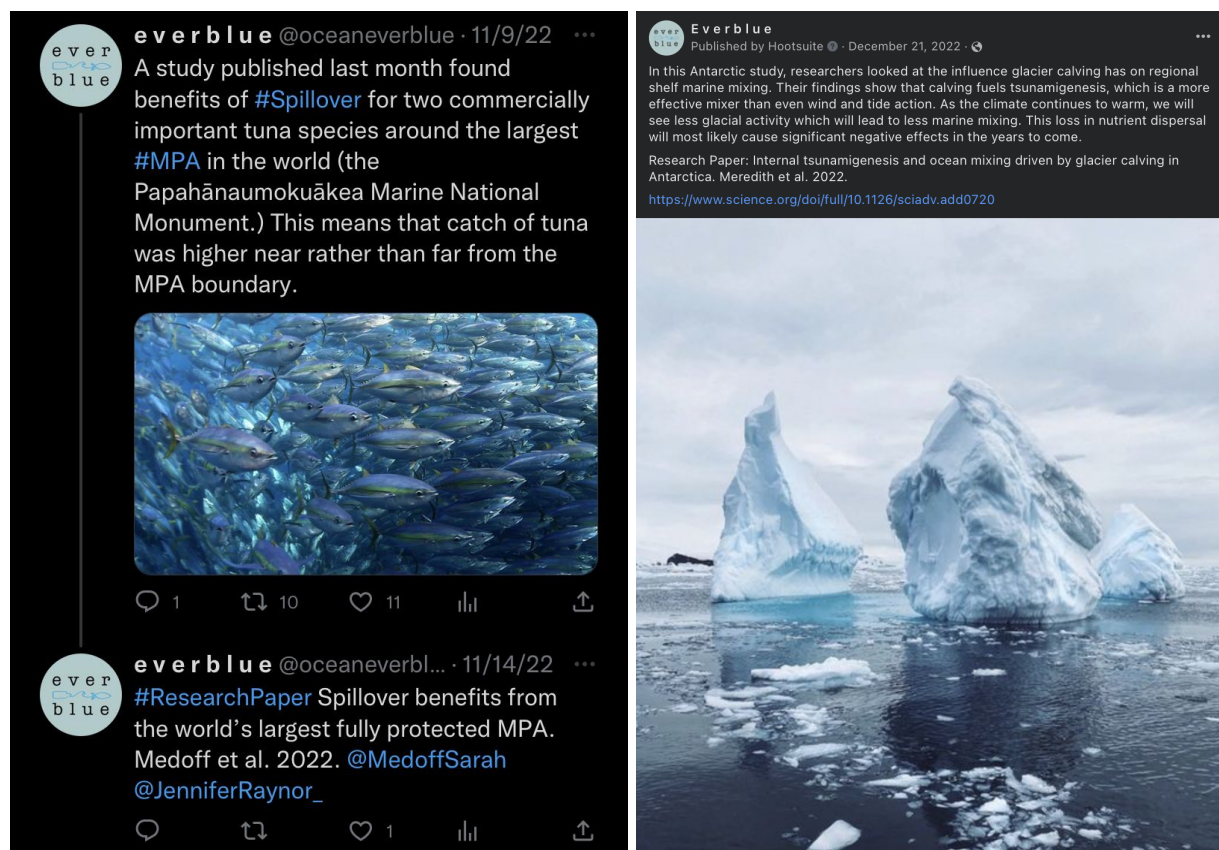 ever
blue
everblue @oceaneverblue · 11/9/22
A study published last month found
benefits of #Spillover for two commercially
important tuna species around the largest
#MPA in the world (the
Papahānaumokuākea Marine National
Monument.) This means that catch of tuna
was higher near rather than far from the
MPA boundary.
1 10 11
ever
blue
everblue @oceaneverbl... · 11/14/22
#ResearchPaper Spillover benefits from
the world's largest fully protected MPA.
Medoff et al. 2022. @MedoffSarah
@JenniferRaynor_
1
ever
blue
Everblue
Published by Hootsuite · December 21, 2022 ·
In this Antarctic study, researchers looked at the influence glacier calving has on regional
shelf marine mixing. Their findings show that calving fuels tsunamigenesis, which is a more
effective mixer than even wind and tide action. As the climate continues to warm, we will
see less glacial activity which will lead to less marine mixing. This loss in nutrient dispersal
will most likely cause significant negative effects in the years to come.
Research Paper: Internal tsunamigenesis and ocean mixing driven by glacier calving in
Antarctica. Meredith et al. 2022.
https://www.science.org/doi/full/10.1126/sciadv.add0720